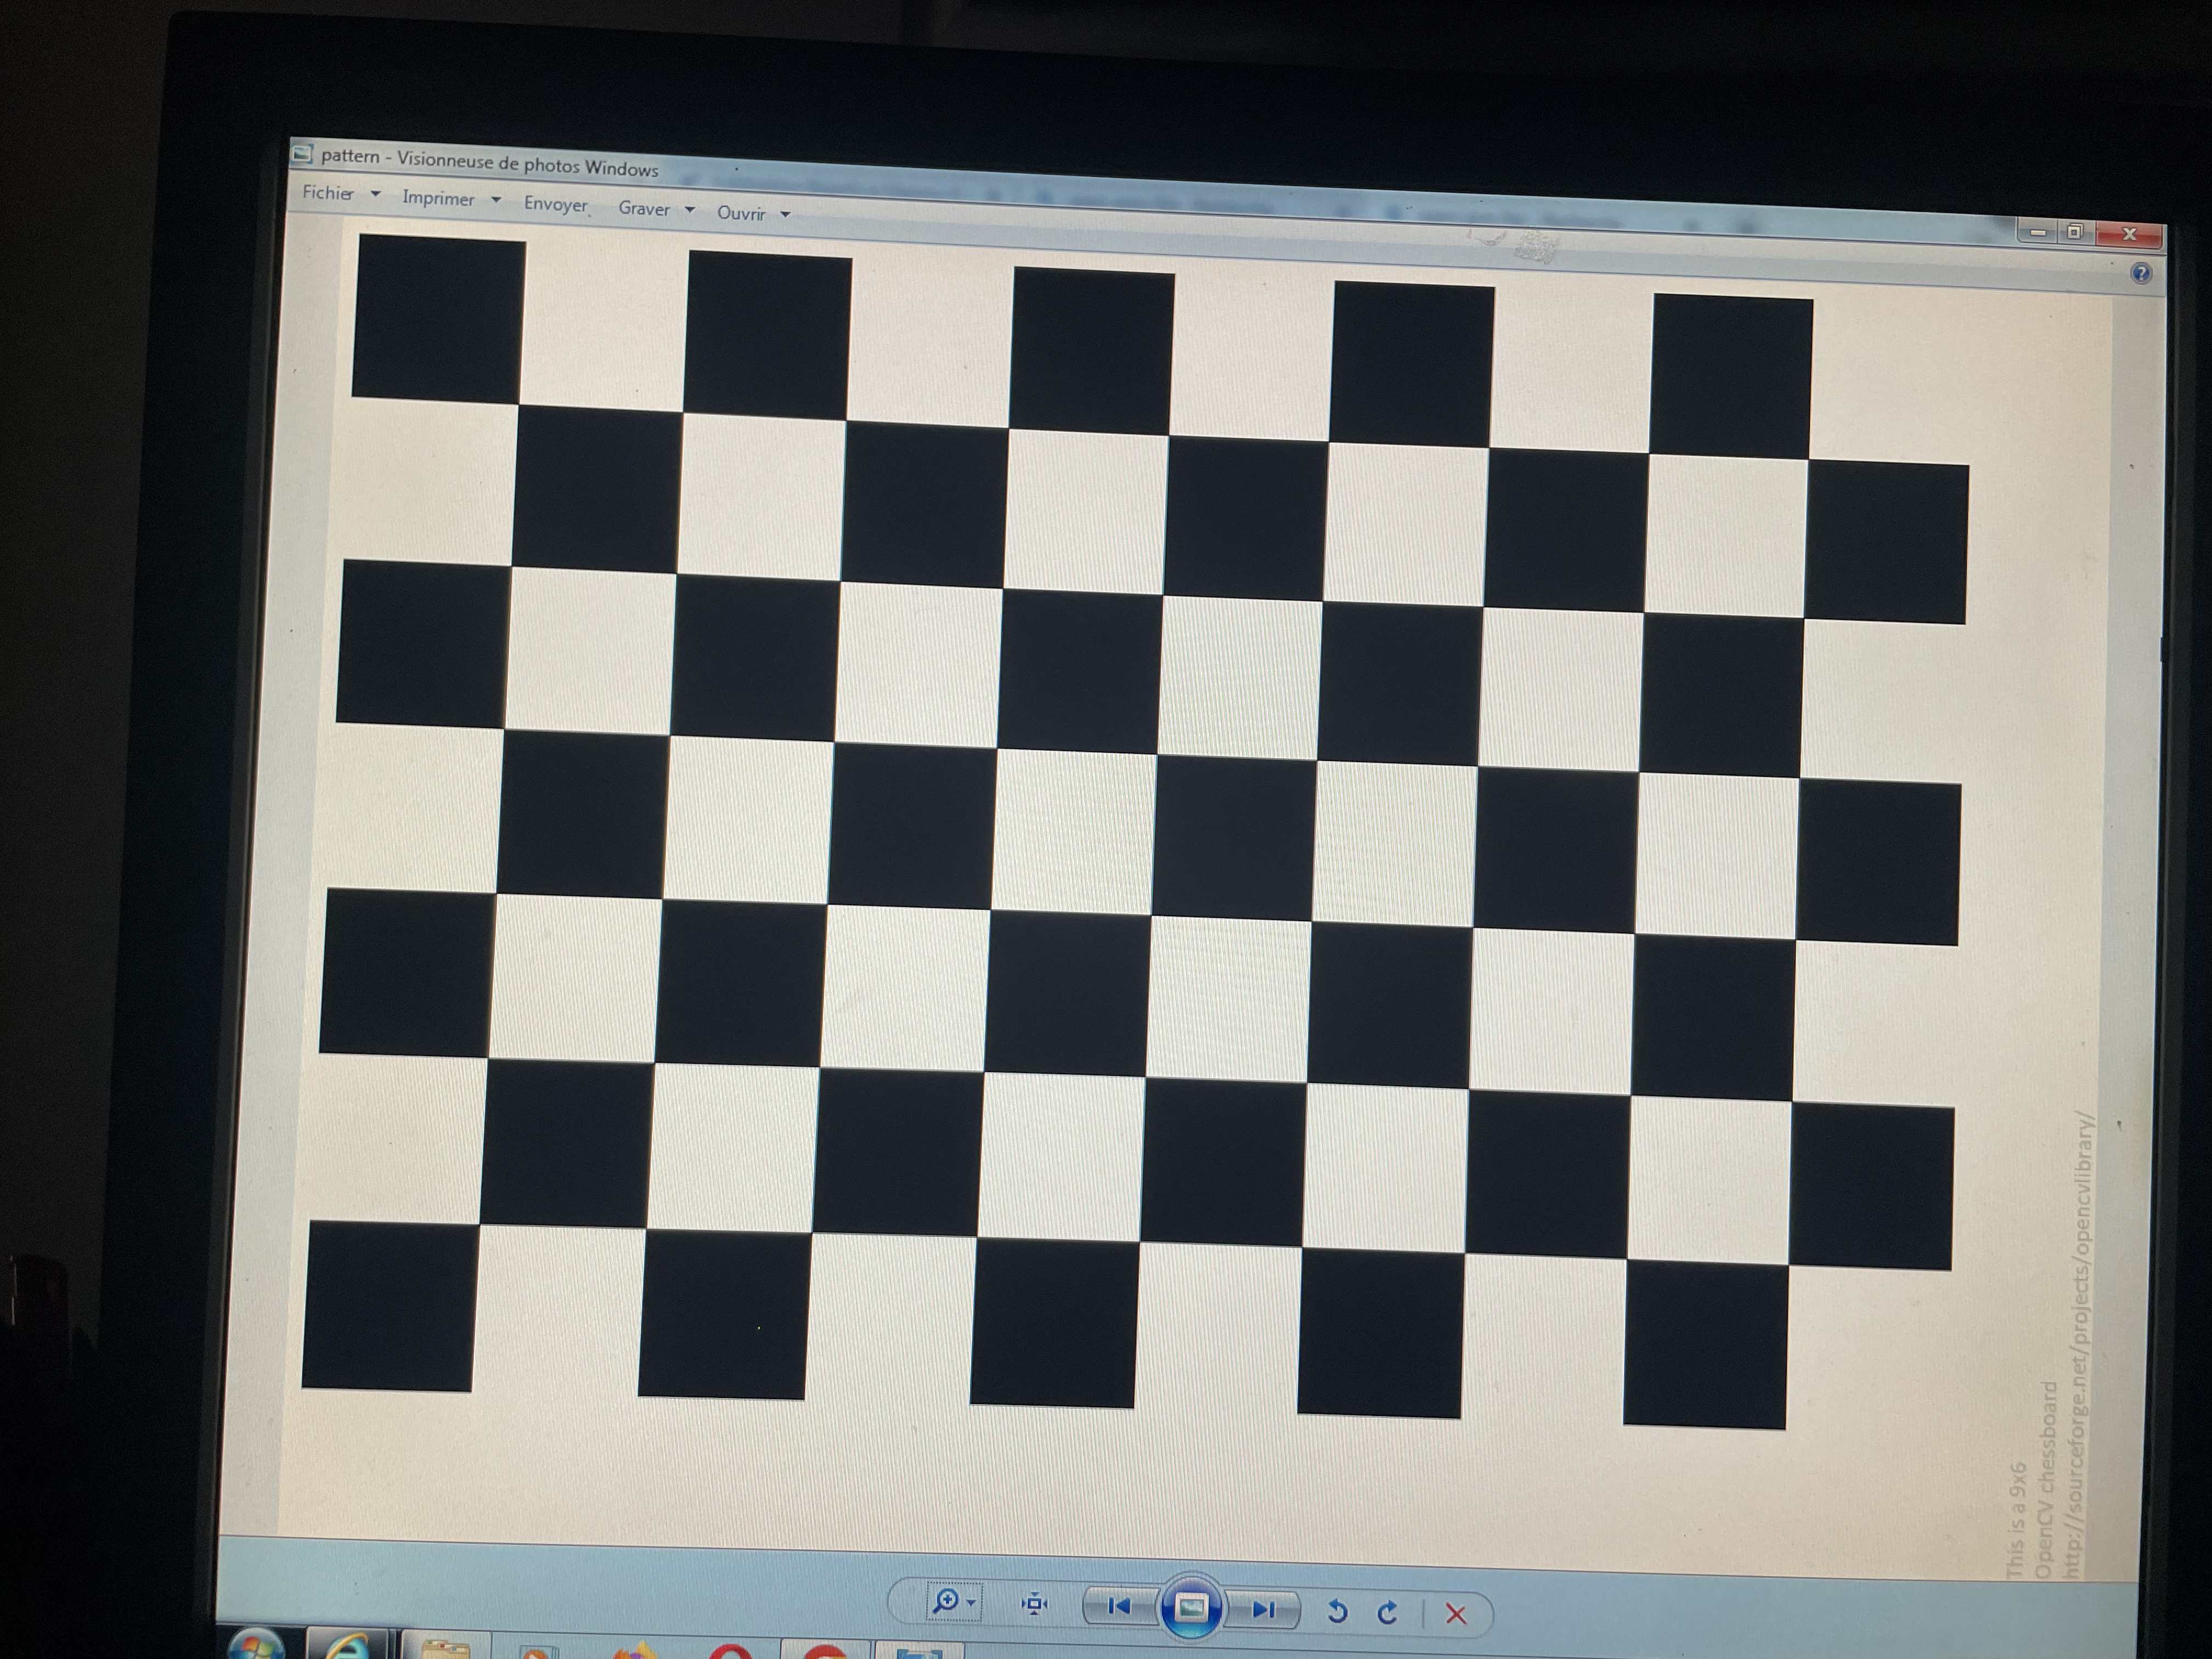 pattern - Visionneuse de photos Windows
Fichier Imprimer Envoyer Graver Ouvrir
This is a 9x6
OpenCV chessboard
http://sourceforge.net/projects/opencvlibrary/